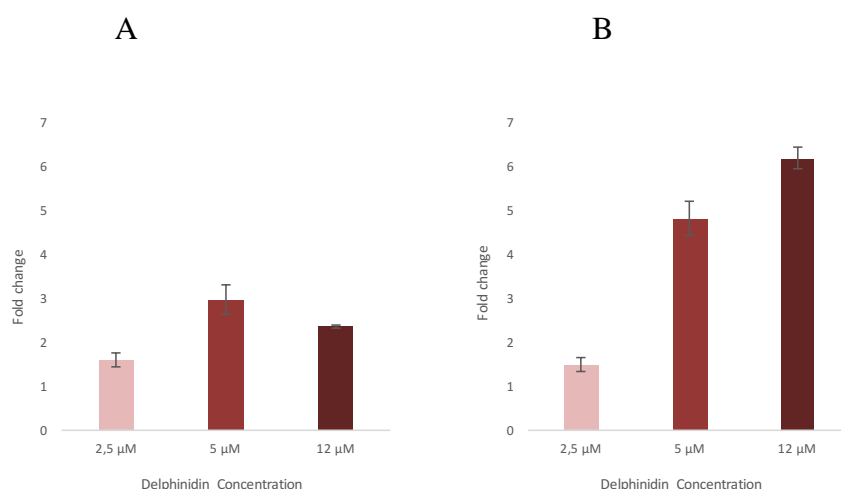 A
7
6
5
4
3
2
1
0
Fold change
2,5 μM
5 μM
12 μM
Delphinidin Concentration
B
7
6
5
4
3
2
1
0
Fold change
2,5 μM
5 μM
12 μM
Delphinidin Concentration